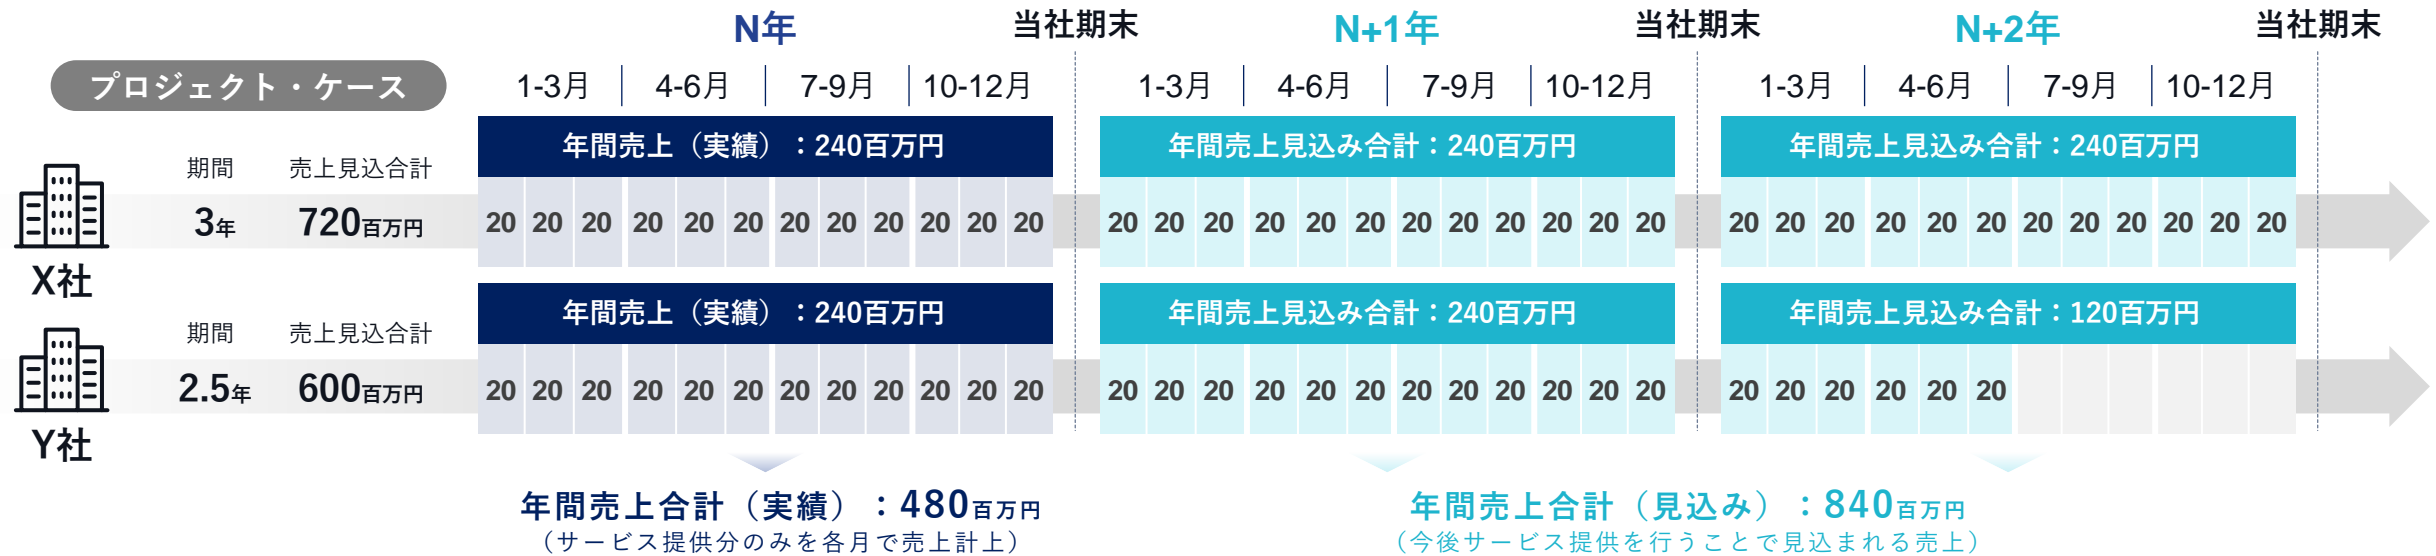 N年 当社期末 N+1年 当社期末 N+2年 当社期末
プロジェクト・ケース 1-3月 4-6月 7-9月 10-12月 1-3月 4-6月 7-9月 10-12月 1-3月 4-6月 7-9月 10-12月
年間売上（実績）：240百万円 年間売上見込み合計：240百万円 年間売上見込み合計：240百万円
期間 売上見込合計
3年 720百万円 20 20 20 20 20 20 20 20 20 20 20 20 20 20 20 20 20 20 20 20 20 20 20 20 20 20 20 20 20 20 20 20 20 20 20 20
X社
年間売上（実績）：240百万円 年間売上見込み合計：240百万円 年間売上見込み合計：120百万円
期間 売上見込合計
2.5年 600百万円 20 20 20 20 20 20 20 20 20 20 20 20 20 20 20 20 20 20 20 20 20 20 20 20 20 20 20 20 20 20
Y社
年間売上合計（実績）：480百万円 年間売上合計（見込み）：840百万円
（サービス提供分のみを各月で売上計上） （今後サービス提供を行うことで見込まれる売上）